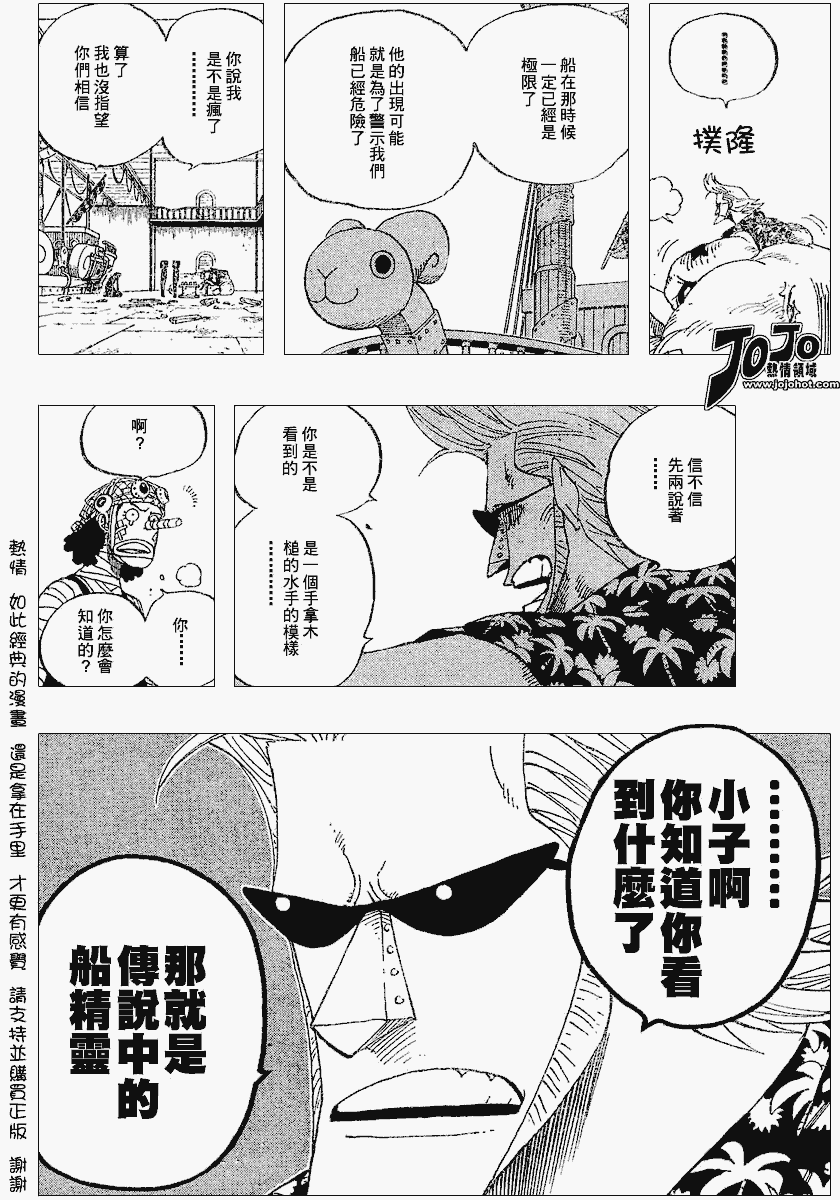 …………
撲隆
船在那時候
一定已經是
極限了
他的出現可能
就是為了警示我們
船已經危險了
你說我
是不是瘋了
…………
算了
我也沒指望
你們相信
JOJO
熱情領域
www.jojohot.com
信不信
先兩說著
……
你是不是
看到的
是一個手拿木
槌的水手的模樣
…………
啊？
你……
你怎麼會
知道的？
…………
小子啊
你知道你看
到什麼了
那就是
傳說中的
船精靈
熱情 如此經典的漫畫 還是拿在手里 才更有感覺 請支持並購買正版 謝謝